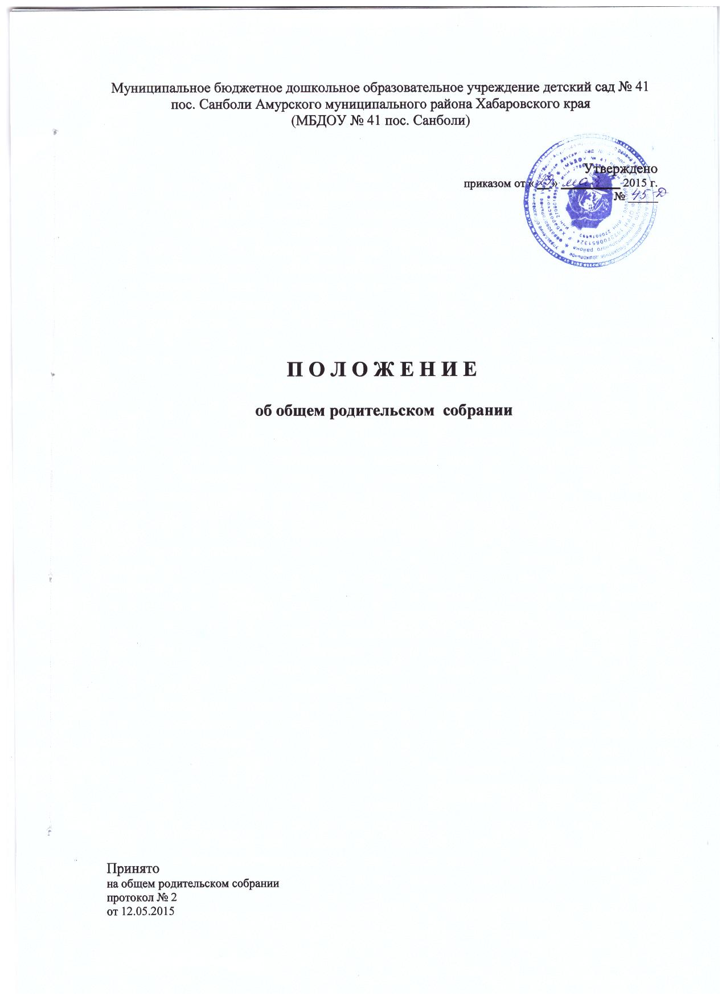 Муниципальное бюджетное дошкольное образовательное учреждение детский сад № 41
пос. Санболи Амурского муниципального района Хабаровского края
(МБДОУ № 41 пос. Санболи)
Утверждено
приказом от « » мая 2015 г.
№ 45-Д
П О Л О Ж Е Н И Е
об общем родительском собрании
Принято
на общем родительском собрании
протокол № 2
от 12.05.2015